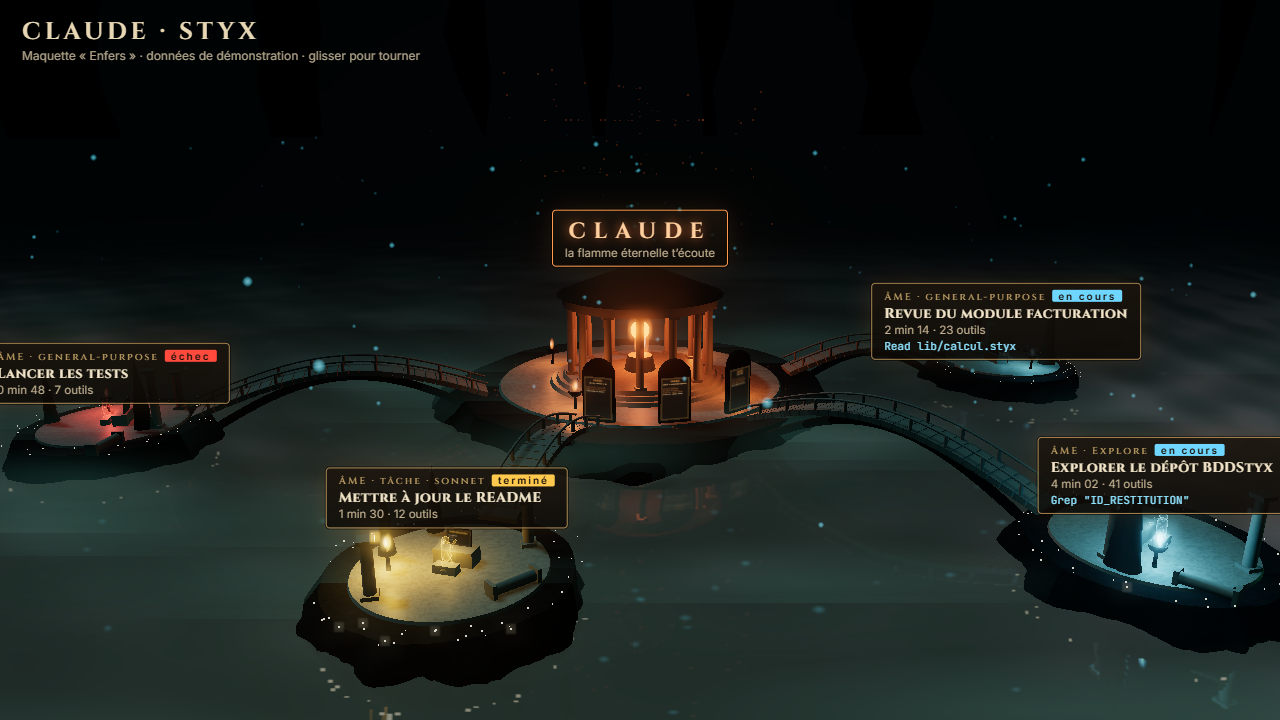 CLAUDE · STYX
Maquette « Enfers » · données de démonstration · glisser pour tourner
CLAUDE
la flamme éternelle t'écoute
ÂME · GENERAL-PURPOSE en cours
REVUE DU MODULE FACTURATION
2 min 14 · 23 outils
Read lib/calcul.styx
ÂME · GENERAL-PURPOSE échec
LANCER LES TESTS
0 min 48 · 7 outils
ÂME · EXPLORE en cours
EXPLORER LE DÉPÔT BDDSTYX
4 min 02 · 41 outils
Grep "ID_RESTITUTION"
ÂME · TÂCHE · SONNET terminé
METTRE À JOUR LE README
1 min 30 · 12 outils